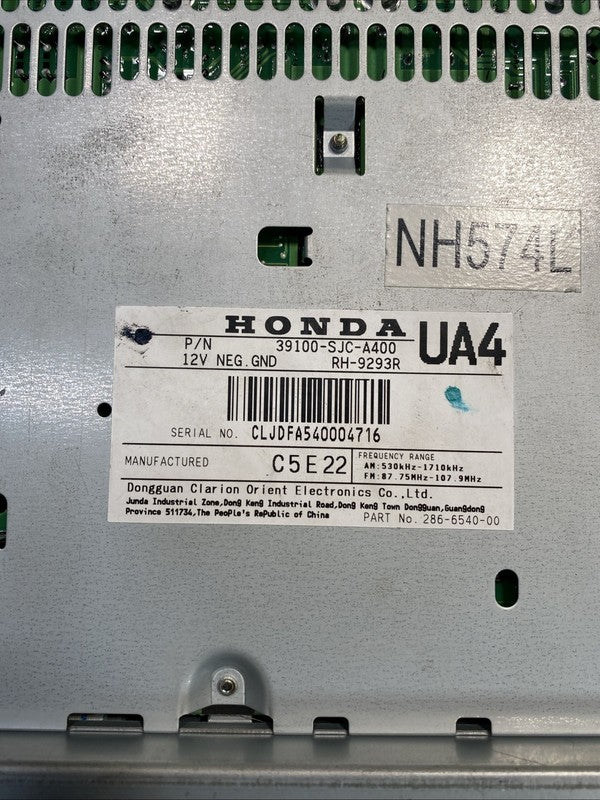 NH574L
HONDA UA4
P/N 39100-SJC-A400
12V NEG.GND RH-9293R
SERIAL NO. CLJDFA540004716
MANUFACTURED C5E22
FREQUENCY RANGE
AM:530kHz-1710kHz
FM:87.75MHz-107.9MHz
Dongguan Clarion Orient Electronics Co.,Ltd.
Junda Industrial Zone,Dong Keng Industrial Road,Dong Keng Town Dongguan,Guangdong
Province 511734,The People's Republic of China
PART No.286-6540-00